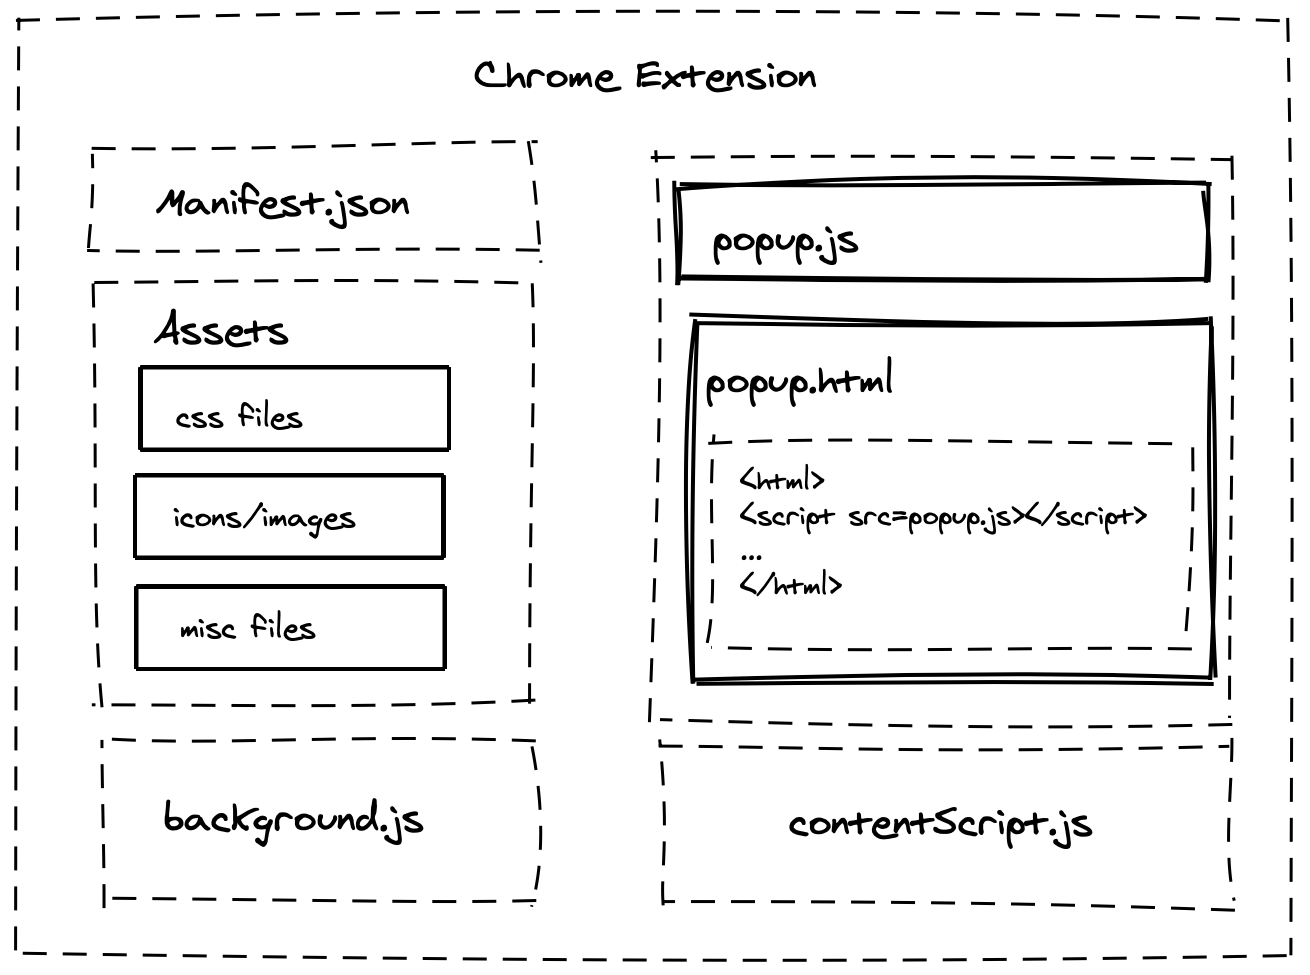 Chrome Extension
Manifest.json
Assets
css files
icons/images
misc files
background.js
popup.js
popup.html
<html>
<script src=popup.js></script>
...
</html>
contentScript.js